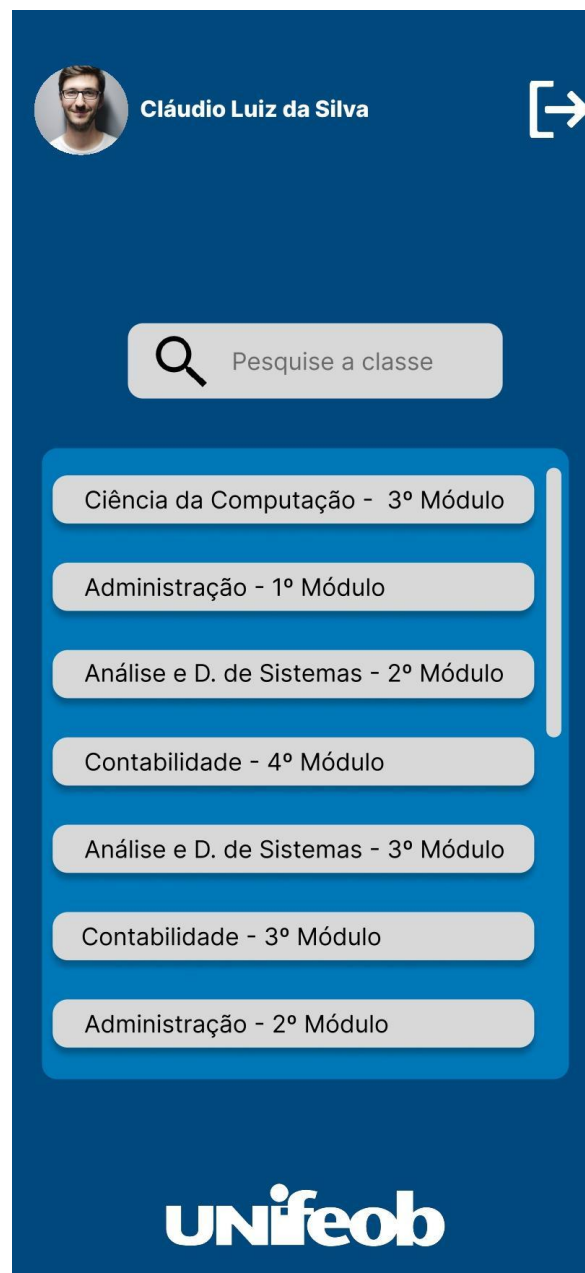 Cláudio Luiz da Silva
Pesquise a classe
Ciência da Computação - 3º Módulo
Administração - 1º Módulo
Análise e D. de Sistemas - 2º Módulo
Contabilidade - 4º Módulo
Análise e D. de Sistemas - 3º Módulo
Contabilidade - 3º Módulo
Administração - 2º Módulo
unifeob